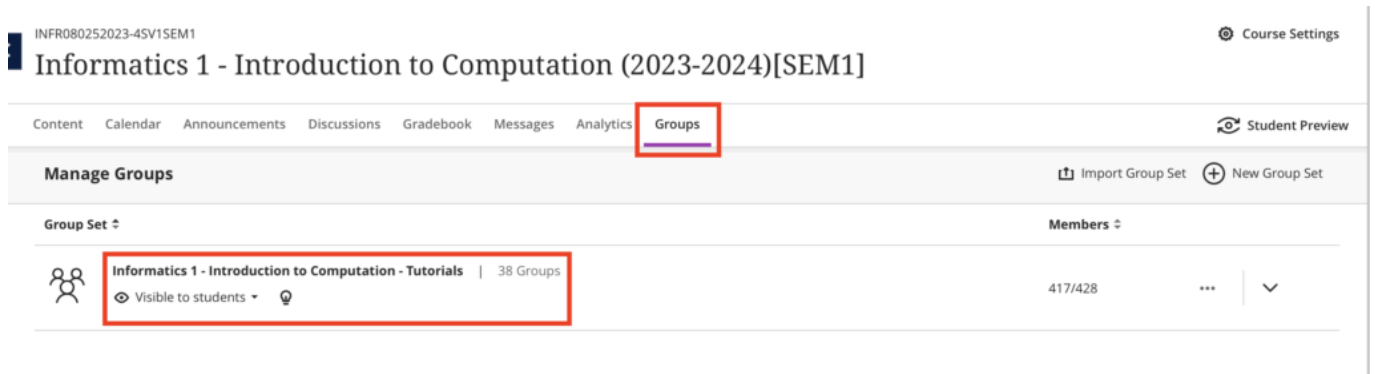 INFR080252023-4SV1SEM1
Course Settings
Informatics 1 - Introduction to Computation (2023-2024)[SEM1]
Content Calendar Announcements Discussions Gradebook Messages Analytics Groups
Student Preview
Manage Groups
Import Group Set New Group Set
Group Set Members
Informatics 1 - Introduction to Computation - Tutorials | 38 Groups
Visible to students
417/428